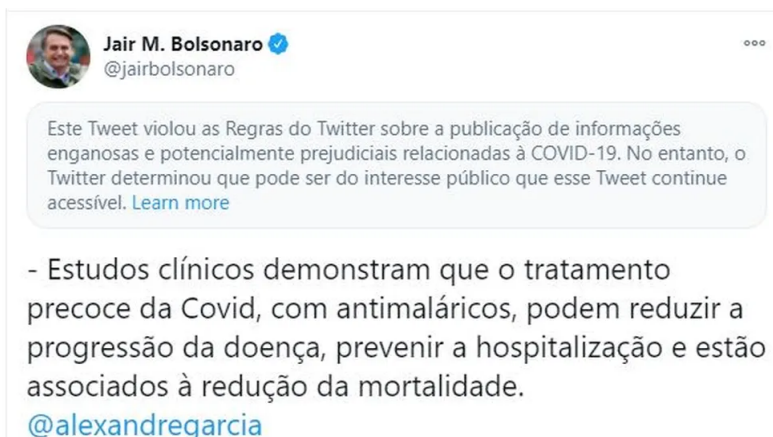 Jair M. Bolsonaro
@jairbolsonaro
Este Tweet violou as Regras do Twitter sobre a publicação de informações
enganosas e potencialmente prejudiciais relacionadas à COVID-19. No entanto, o
Twitter determinou que pode ser do interesse público que esse Tweet continue
acessível. Learn more
- Estudos clínicos demonstram que o tratamento
precoce da Covid, com antimaláricos, podem reduzir a
progressão da doença, prevenir a hospitalização e estão
associados à redução da mortalidade.
@alexandregarcia